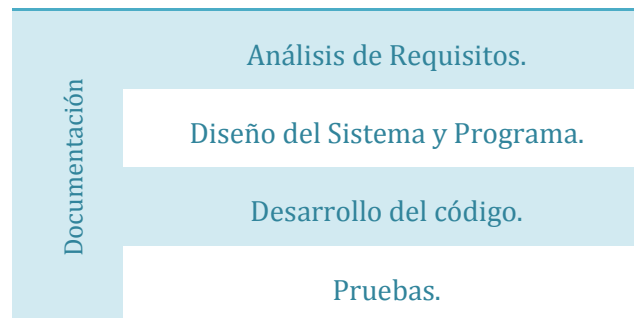 Documentación
Análisis de Requisitos.
Diseño del Sistema y Programa.
Desarrollo del código.
Pruebas.